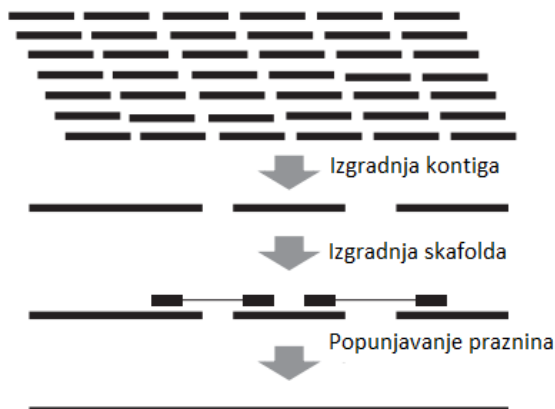 Izgradnja kontiga
Izgradnja skafolda
Popunjavanje praznina